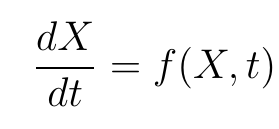 dX/dt = f(X, t)